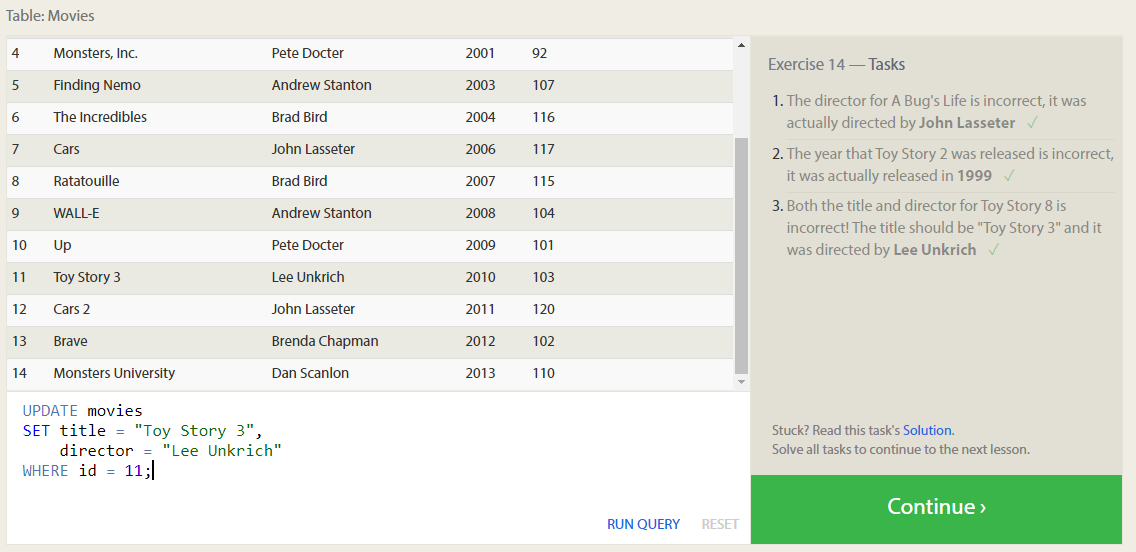 Table: Movies
4 Monsters, Inc. Pete Docter 2001 92
5 Finding Nemo Andrew Stanton 2003 107
6 The Incredibles Brad Bird 2004 116
7 Cars John Lasseter 2006 117
8 Ratatouille Brad Bird 2007 115
9 WALL-E Andrew Stanton 2008 104
10 Up Pete Docter 2009 101
11 Toy Story 3 Lee Unkrich 2010 103
12 Cars 2 John Lasseter 2011 120
13 Brave Brenda Chapman 2012 102
14 Monsters University Dan Scanlon 2013 110
UPDATE movies
SET title = "Toy Story 3",
    director = "Lee Unkrich"
WHERE id = 11;
RUN QUERY RESET
Exercise 14 — Tasks
1. The director for A Bug's Life is incorrect, it was
actually directed by John Lasseter ✓
2. The year that Toy Story 2 was released is incorrect,
it was actually released in 1999 ✓
3. Both the title and director for Toy Story 8 is
incorrect! The title should be "Toy Story 3" and it
was directed by Lee Unkrich ✓
Stuck? Read this task's Solution.
Solve all tasks to continue to the next lesson.
Continue ›